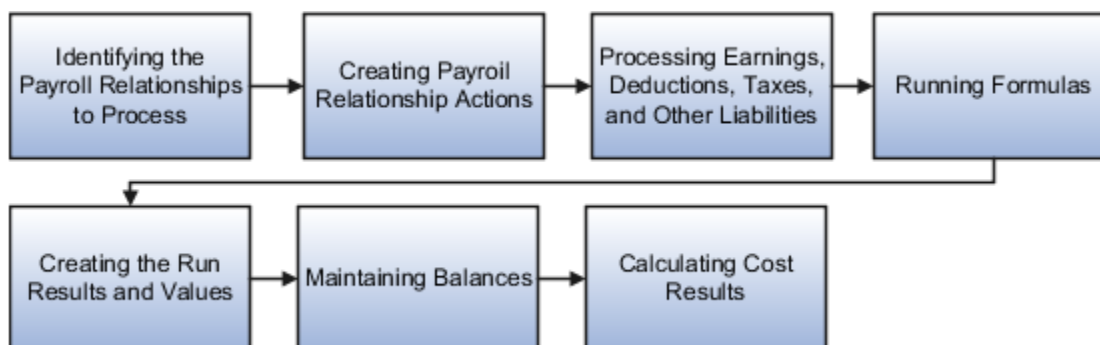 Identifying the
Payroll Relationships
to Process
Creating Payroil
Relationship Actions
Processing Earnings,
Deductions, Taxes,
and Other Liabilities
Running Formulas
Creating the Run
Results and Values
Maintaining Balances
Calculating Cost
Results